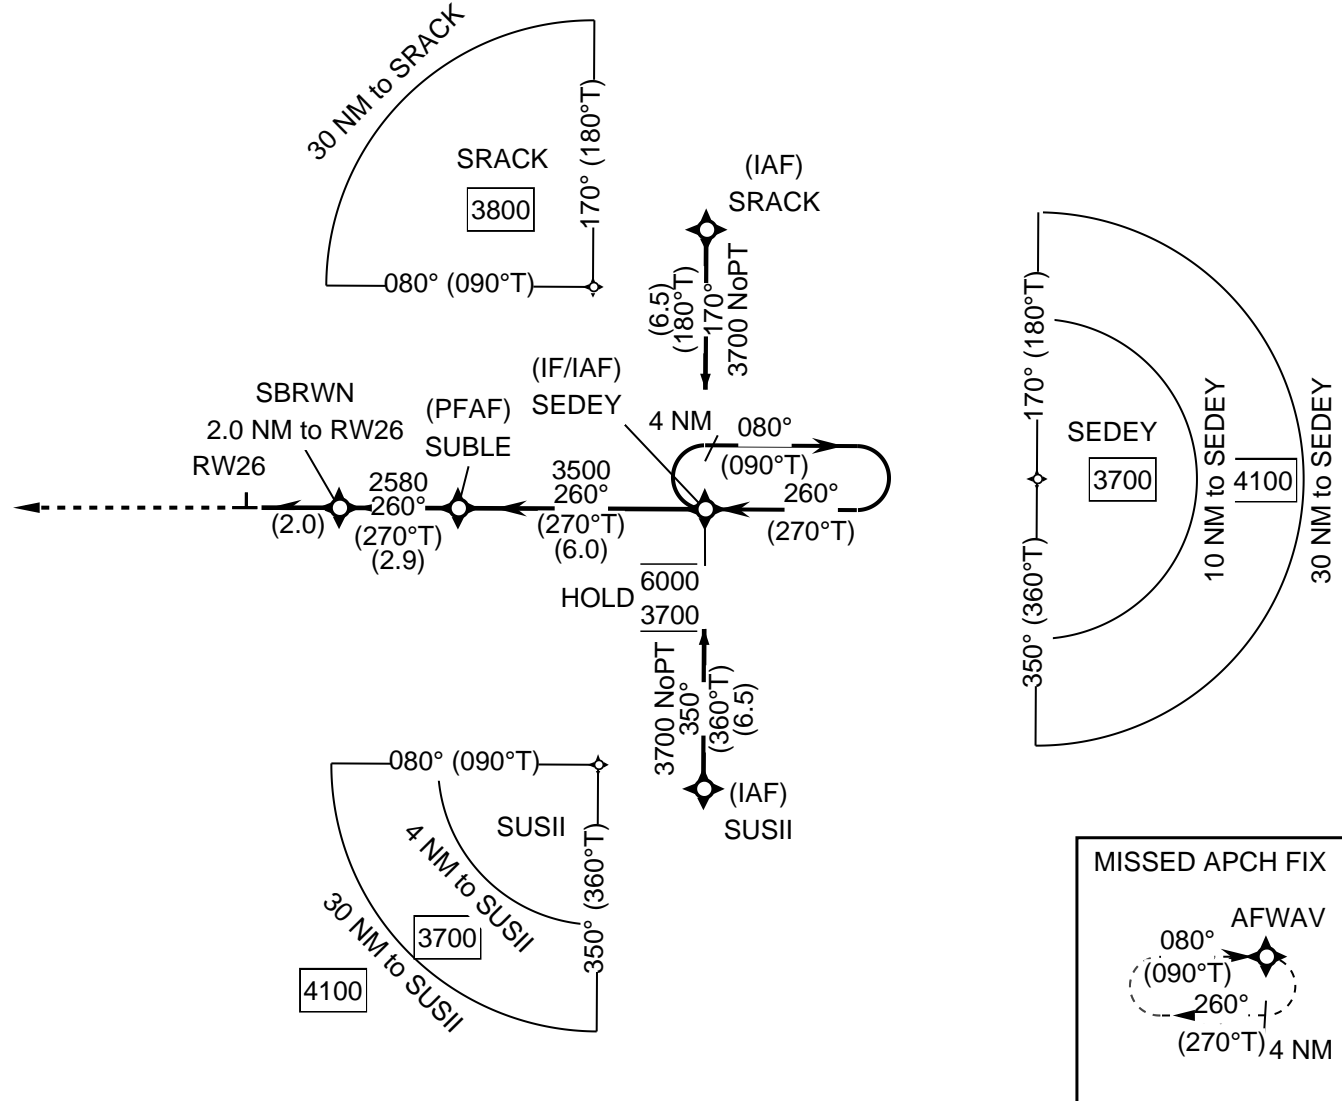 30 NM to SRACK
SRACK
3800
170° (180°T)
080° (090°T)
(IAF)
SRACK
(6.5)
(180°T)
170°
3700 NoPT
(IF/IAF)
SEDEY
SBRWN
2.0 NM to RW26
RW26
(PFAF)
SUBLE
4 NM
080°
(090°T)
260°
(270°T)
(2.0)
2580
260°
(270°T)
(2.9)
3500
260°
(270°T)
(6.0)
HOLD
6000
3700
3700 NoPT
350°
(360°T)
(6.5)
(IAF)
SUSII
170° (180°T)
SEDEY
3700
10 NM to SEDEY
4100
30 NM to SEDEY
350° (360°T)
080° (090°T)
SUSII
4 NM to SUSII
350° (360°T)
3700
30 NM to SUSII
4100
MISSED APCH FIX
AFWAV
080°
(090°T)
260°
(270°T)
4 NM